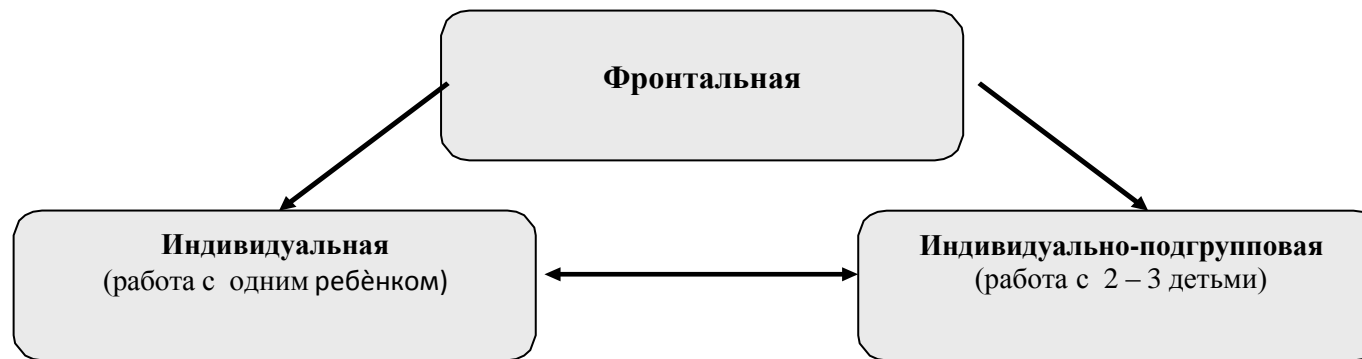 Фронтальная
Индивидуальная
(работа с одним ребѐнком)
Индивидуально-подгрупповая
(работа с 2 – 3 детьми)